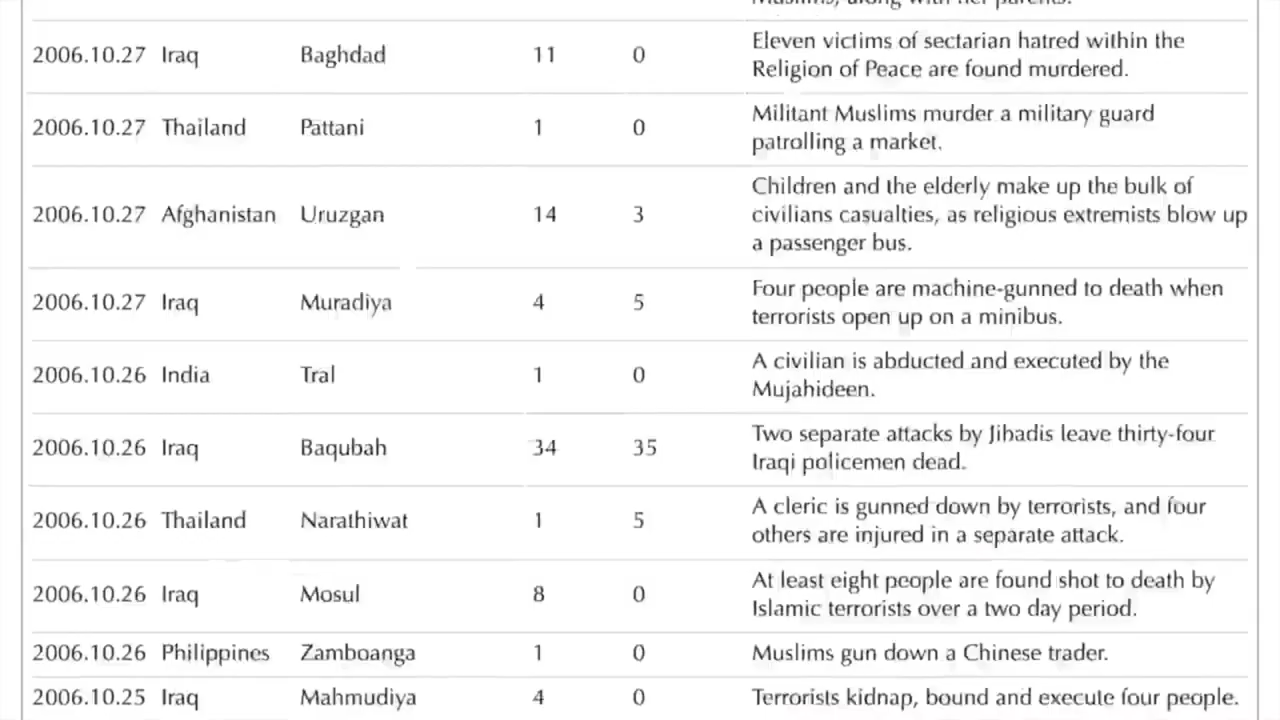 Muslims, along with her parents.
2006.10.27 Iraq Baghdad 11 0 Eleven victims of sectarian hatred within the
Religion of Peace are found murdered.
2006.10.27 Thailand Pattani 1 0 Militant Muslims murder a military guard
patrolling a market.
Children and the elderly make up the bulk of
2006.10.27 Afghanistan Uruzgan 14 3 civilians casualties, as religious extremists blow up
a passenger bus.
2006.10.27 Iraq Muradiya 4 5 Four people are machine-gunned to death when
terrorists open up on a minibus.
2006.10.26 India Tral 1 0 A civilian is abducted and executed by the
Mujahideen.
2006.10.26 Iraq Baqubah 34 35 Two separate attacks by Jihadis leave thirty-four
Iraqi policemen dead.
2006.10.26 Thailand Narathiwat 1 5 A cleric is gunned down by terrorists, and four
others are injured in a separate attack.
2006.10.26 Iraq Mosul 8 0 At least eight people are found shot to death by
Islamic terrorists over a two day period.
2006.10.26 Philippines Zamboanga 1 0 Muslims gun down a Chinese trader.
2006.10.25 Iraq Mahmudiya 4 0 Terrorists kidnap, bound and execute four people.